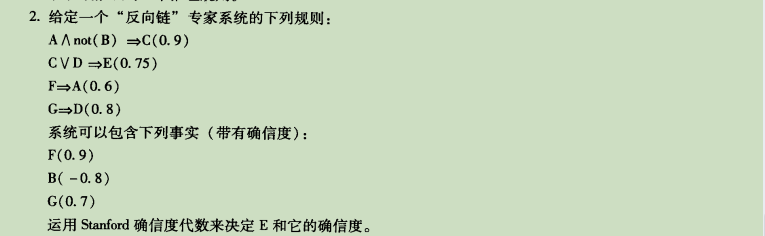 2. 给定一个“反向链”专家系统的下列规则：
A∧not(B) ⇒C(0.9)
C∨D ⇒E(0.75)
F⇒A(0.6)
G⇒D(0.8)
系统可以包含下列事实（带有确信度）：
F(0.9)
B( -0.8)
G(0.7)
运用 Stanford 确信度代数来决定 E 和它的确信度。